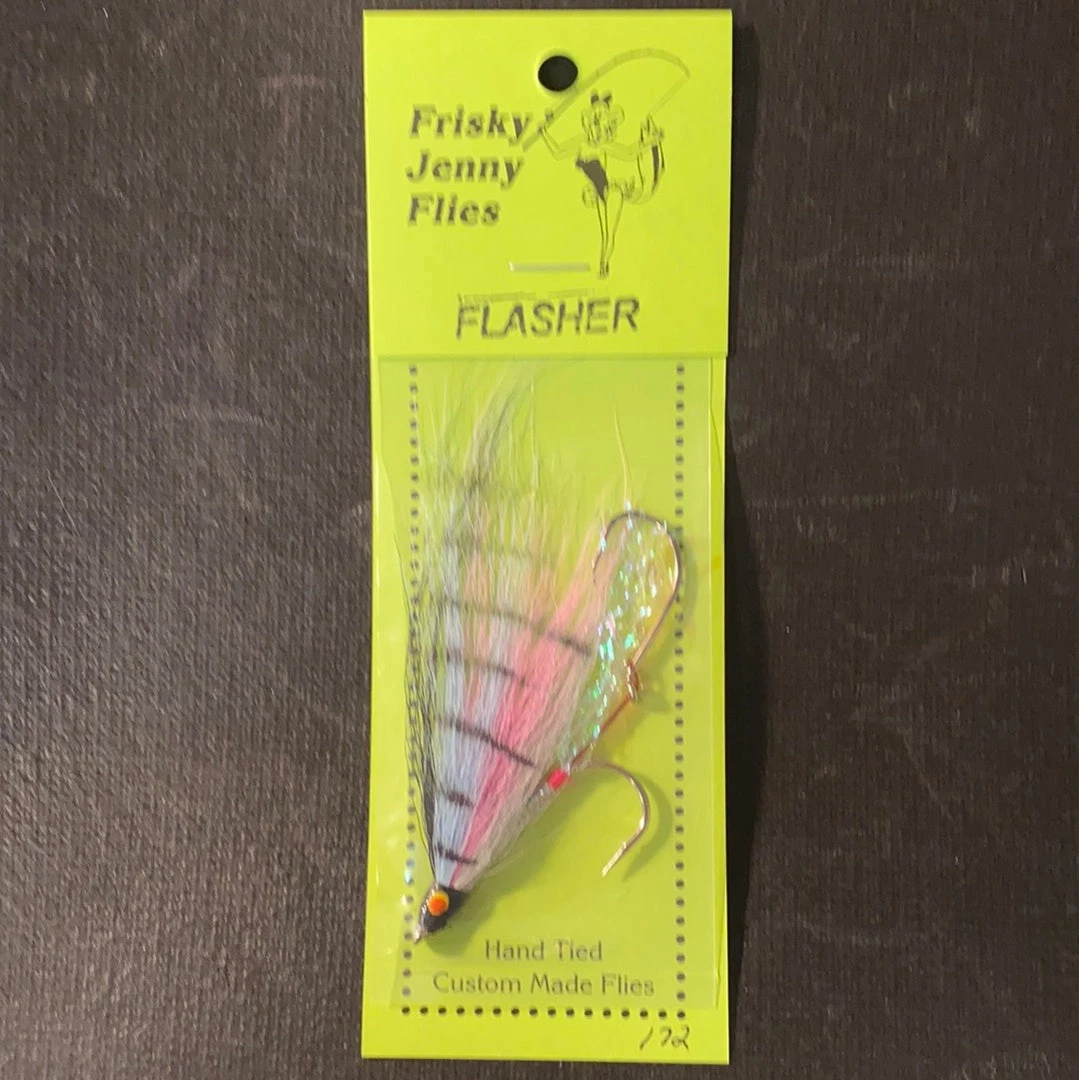 Frisky
Jenny
Flies
FLASHER
Hand Tied
Custom Made Flies
172